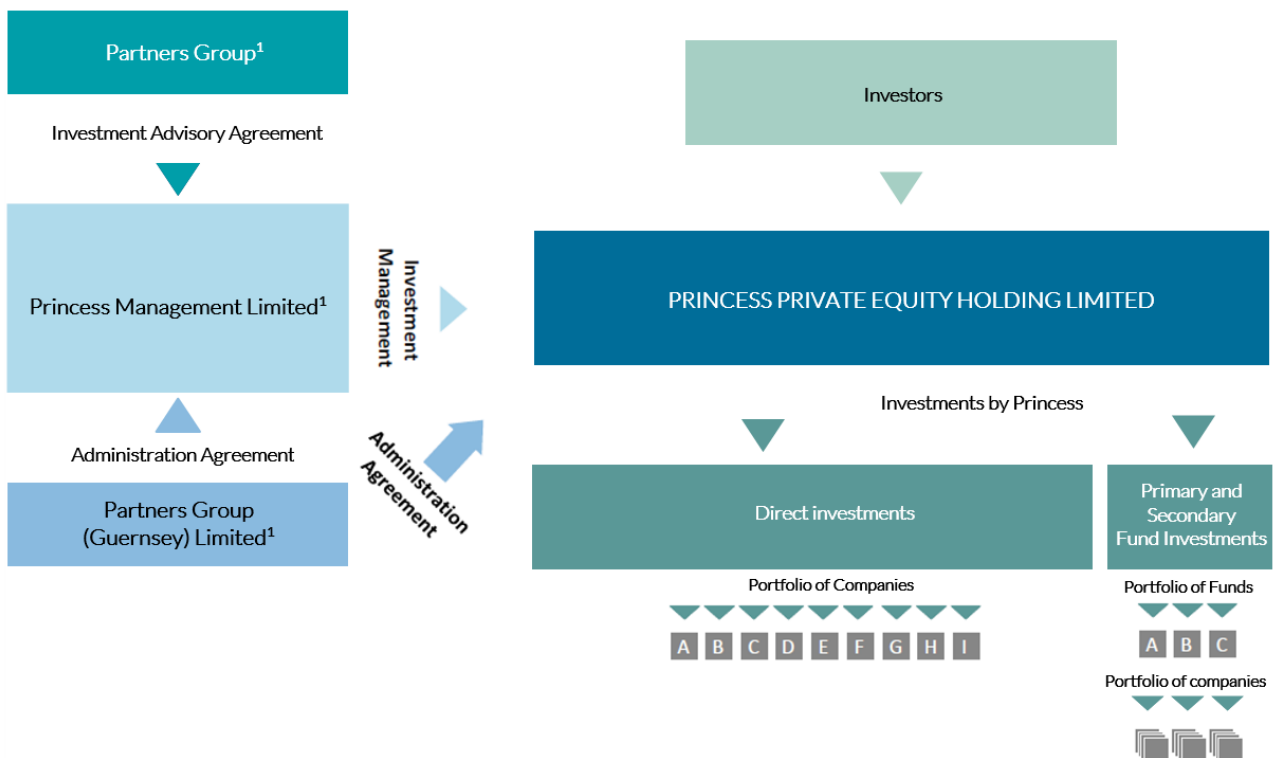 Partners Group¹
Investment Advisory Agreement
Princess Management Limited¹
Administration Agreement
Partners Group
(Guernsey) Limited¹
Investment
Management
Administration
Agreement
Investors
PRINCESS PRIVATE EQUITY HOLDING LIMITED
Investments by Princess
Direct investments
Portfolio of Companies
A B C D E F G H I
Primary and
Secondary
Fund Investments
Portfolio of Funds
A B C
Portfolio of companies